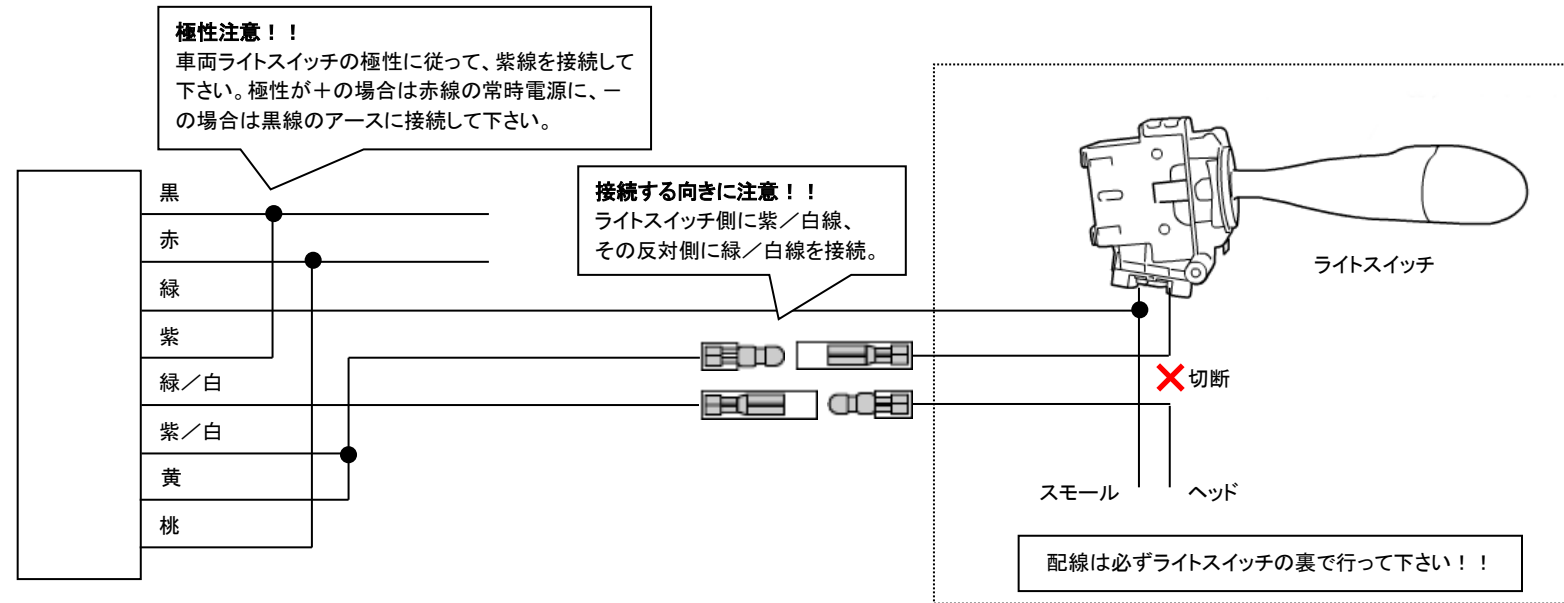 極性注意！！
車両ライトスイッチの極性に従って、紫線を接続して
下さい。極性が＋の場合は赤線の常時電源に、－
の場合は黒線のアースに接続して下さい。
接続する向きに注意！！
ライトスイッチ側に紫／白線、
その反対側に緑／白線を接続。
黒
赤
緑
紫
緑／白
紫／白
黄
桃
ライトスイッチ
切断
スモール
ヘッド
配線は必ずライトスイッチの裏で行って下さい！！